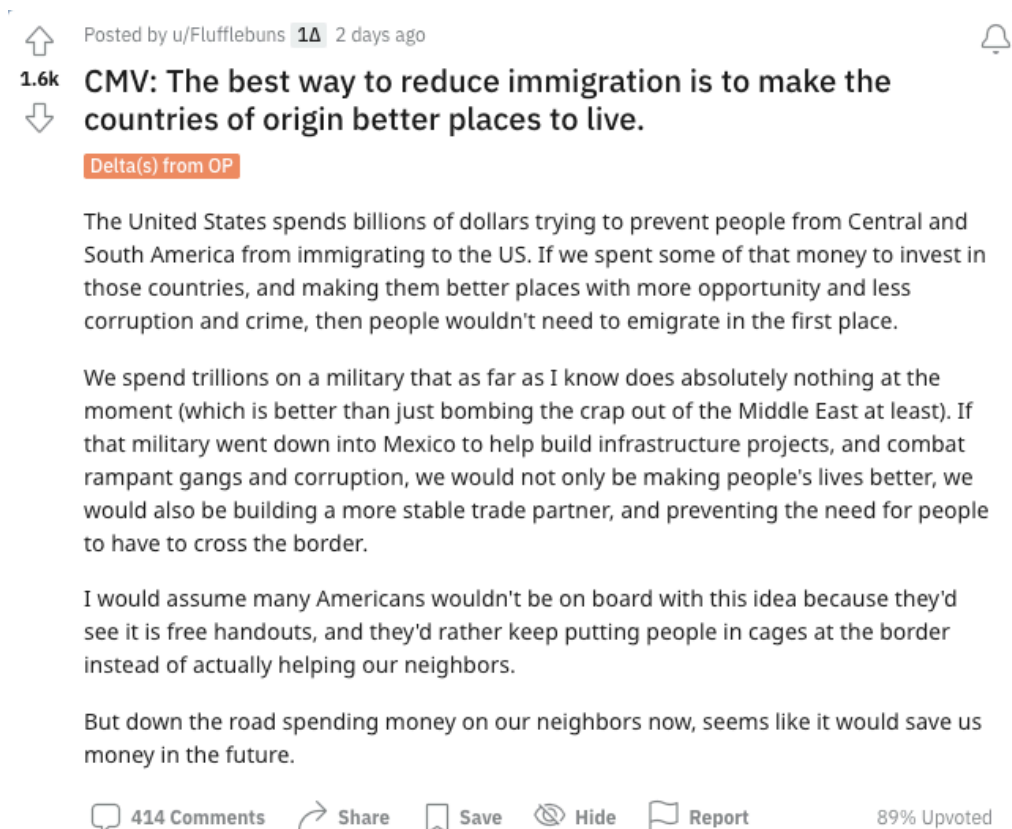 Posted by u/Flufflebuns 1Δ 2 days ago
1.6k
CMV: The best way to reduce immigration is to make the
countries of origin better places to live.
Delta(s) from OP
The United States spends billions of dollars trying to prevent people from Central and
South America from immigrating to the US. If we spent some of that money to invest in
those countries, and making them better places with more opportunity and less
corruption and crime, then people wouldn't need to emigrate in the first place.
We spend trillions on a military that as far as I know does absolutely nothing at the
moment (which is better than just bombing the crap out of the Middle East at least). If
that military went down into Mexico to help build infrastructure projects, and combat
rampant gangs and corruption, we would not only be making people's lives better, we
would also be building a more stable trade partner, and preventing the need for people
to have to cross the border.
I would assume many Americans wouldn't be on board with this idea because they'd
see it is free handouts, and they'd rather keep putting people in cages at the border
instead of actually helping our neighbors.
But down the road spending money on our neighbors now, seems like it would save us
money in the future.
414 Comments Share Save Hide Report 89% Upvoted